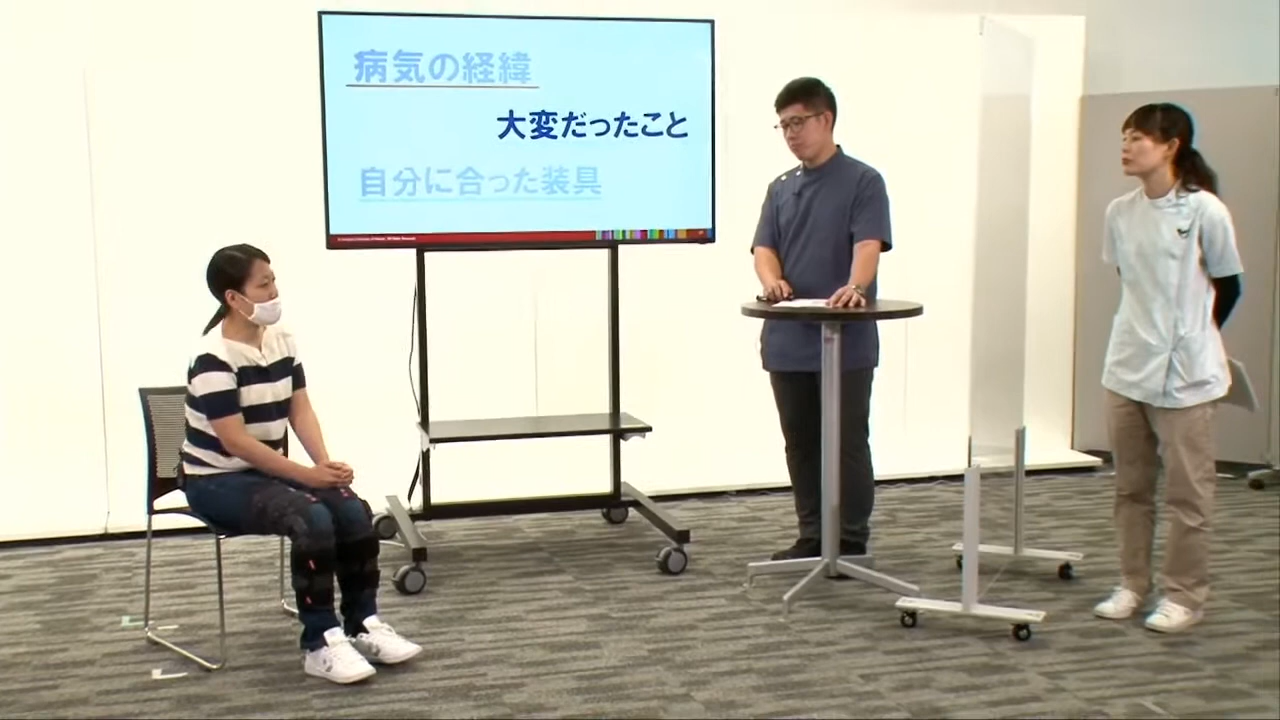 病気の経緯
大変だったこと
自分に合った装具